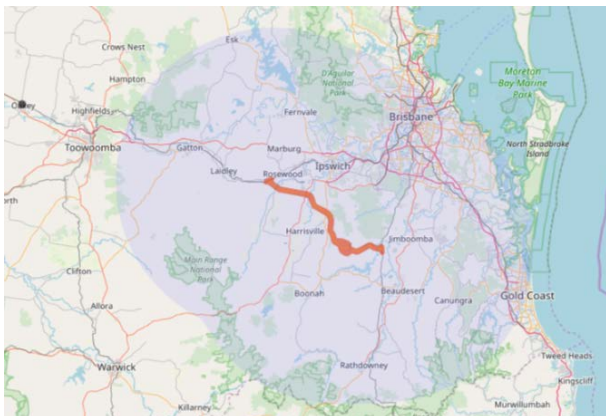 Esk
Crows Nest
Hampton
D'Aguilar
National
Park
Moreton
Bay Marine
Park
Highfields
Fernvale
Brisbane
Toowoomba
Gatton
Marburg
North Stradbroke
Island
Laidley
Rosewood
Ipswich
orth
Harrisville
Jimboomba
Main Range
National
Park
Clifton
Boonah
Beaudesert
Canungra
Gold Coast
Allora
Rathdowney
Tweed Heads
Warwick
Kingscliff
Killarney
Murwillumbah